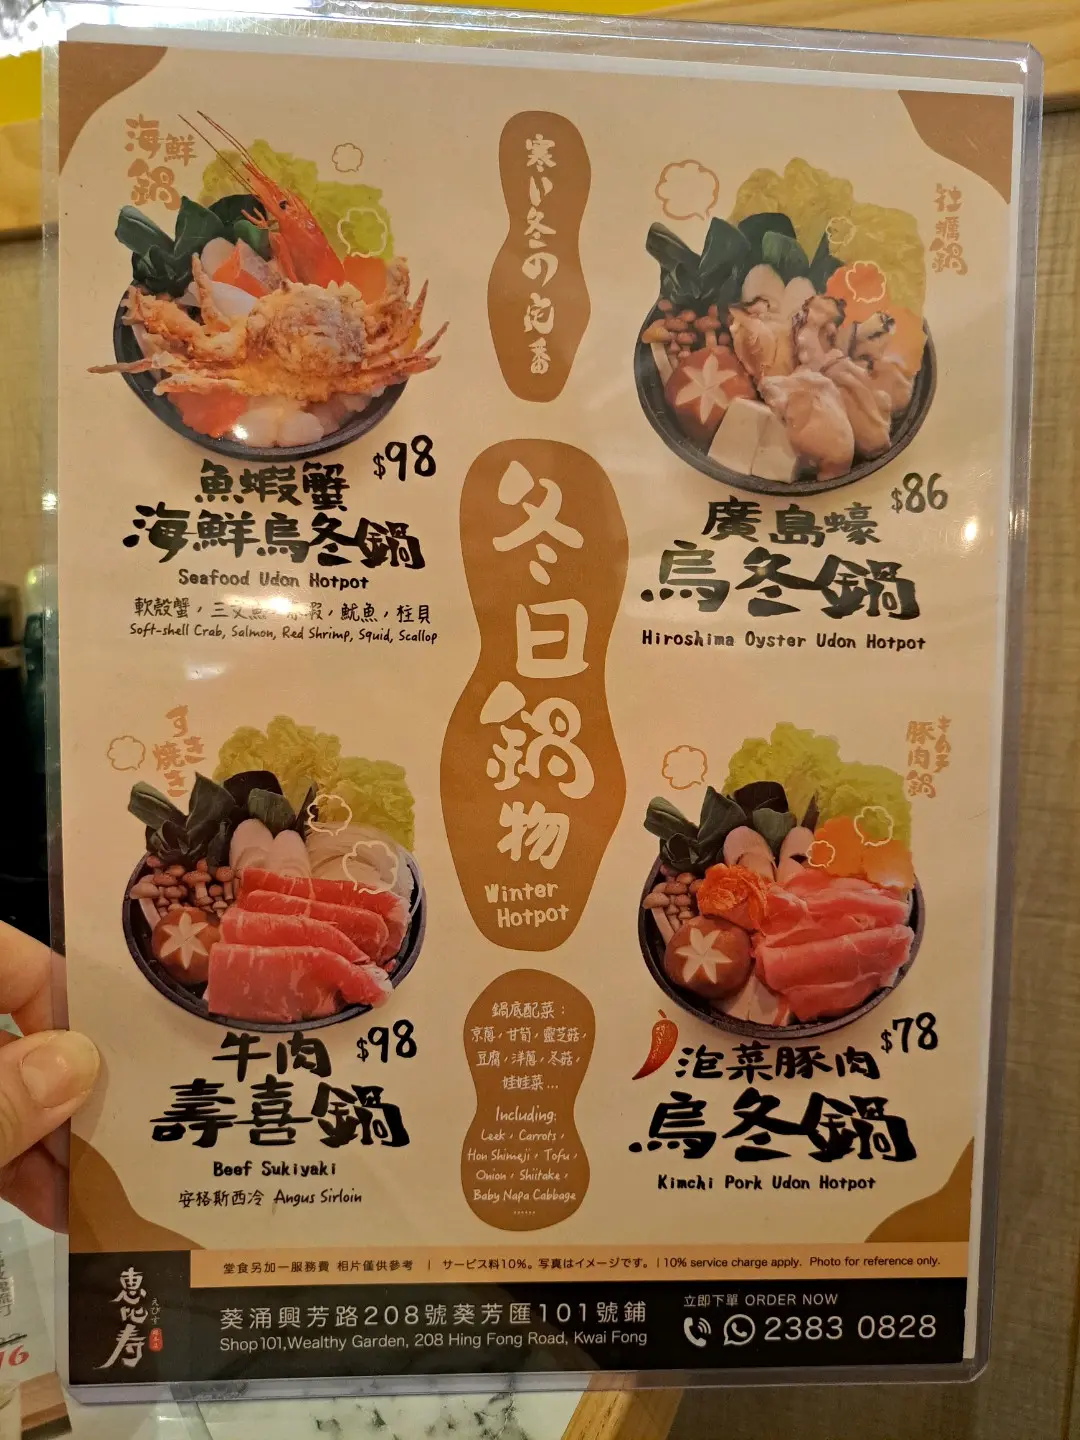 海鮮
鍋
魚蝦蟹
$98
海鮮烏冬鍋
Seafood Udon Hotpot
軟殼蟹，三文魚，赤蝦，魷魚，柱貝
Soft-shell Crab, Salmon, Red Shrimp, Squid, Scallop
寒い冬の
冬日鍋物
Winter
Hotpot
鍋
廣島蠔
$86
烏冬鍋
Hiroshima Oyster Udon Hotpot
すき
焼き
牛肉
$98
壽喜鍋
Beef Sukiyaki
安格斯西冷 Angus Sirloin
鍋底配菜：
京蔥，甘筍，靈芝菇，
豆腐，洋蔥，冬菇，
娃娃菜...
Including:
Leek，Carrots，
Hon Shimeji，Tofu，
Onion，Shiitake，
Baby Napa Cabbage
......
キムチ
豚肉鍋
泡菜豚肉
$78
烏冬鍋
Kimchi Pork Udon Hotpot
堂食另加一服務費 相片僅供參考 | サービス料10%。写真はイメージです。 | 10% service charge apply. Photo for reference only.
恵比寿
えびす
葵涌興芳路208號葵芳匯101號鋪
Shop101,Wealthy Garden, 208 Hing Fong Road, Kwai Fong
立即下單 ORDER NOW
2383 0828